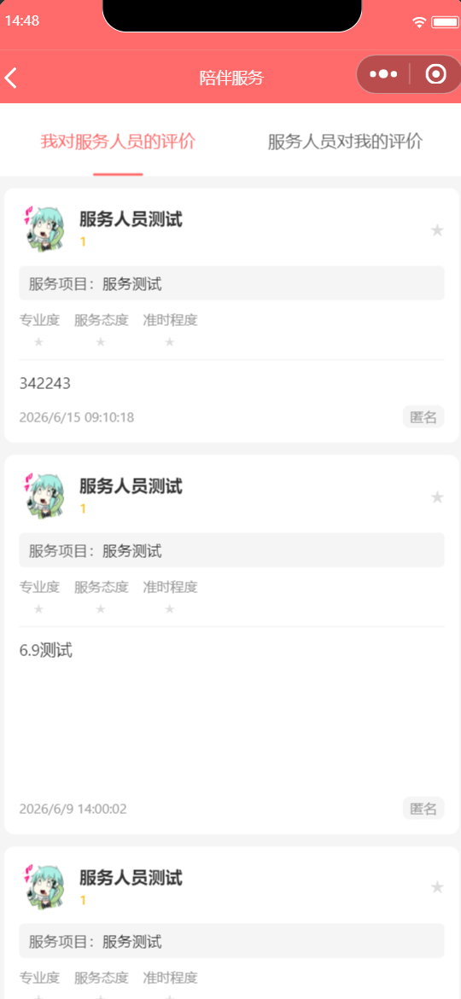 14:48
陪伴服务
我对服务人员的评价 服务人员对我的评价
服务人员测试
1
服务项目：服务测试
专业度 服务态度 准时程度
342243
2026/6/15 09:10:18 匿名
服务人员测试
1
服务项目：服务测试
专业度 服务态度 准时程度
6.9测试
2026/6/9 14:00:02 匿名
服务人员测试
1
服务项目：服务测试
专业度 服务态度 准时程度